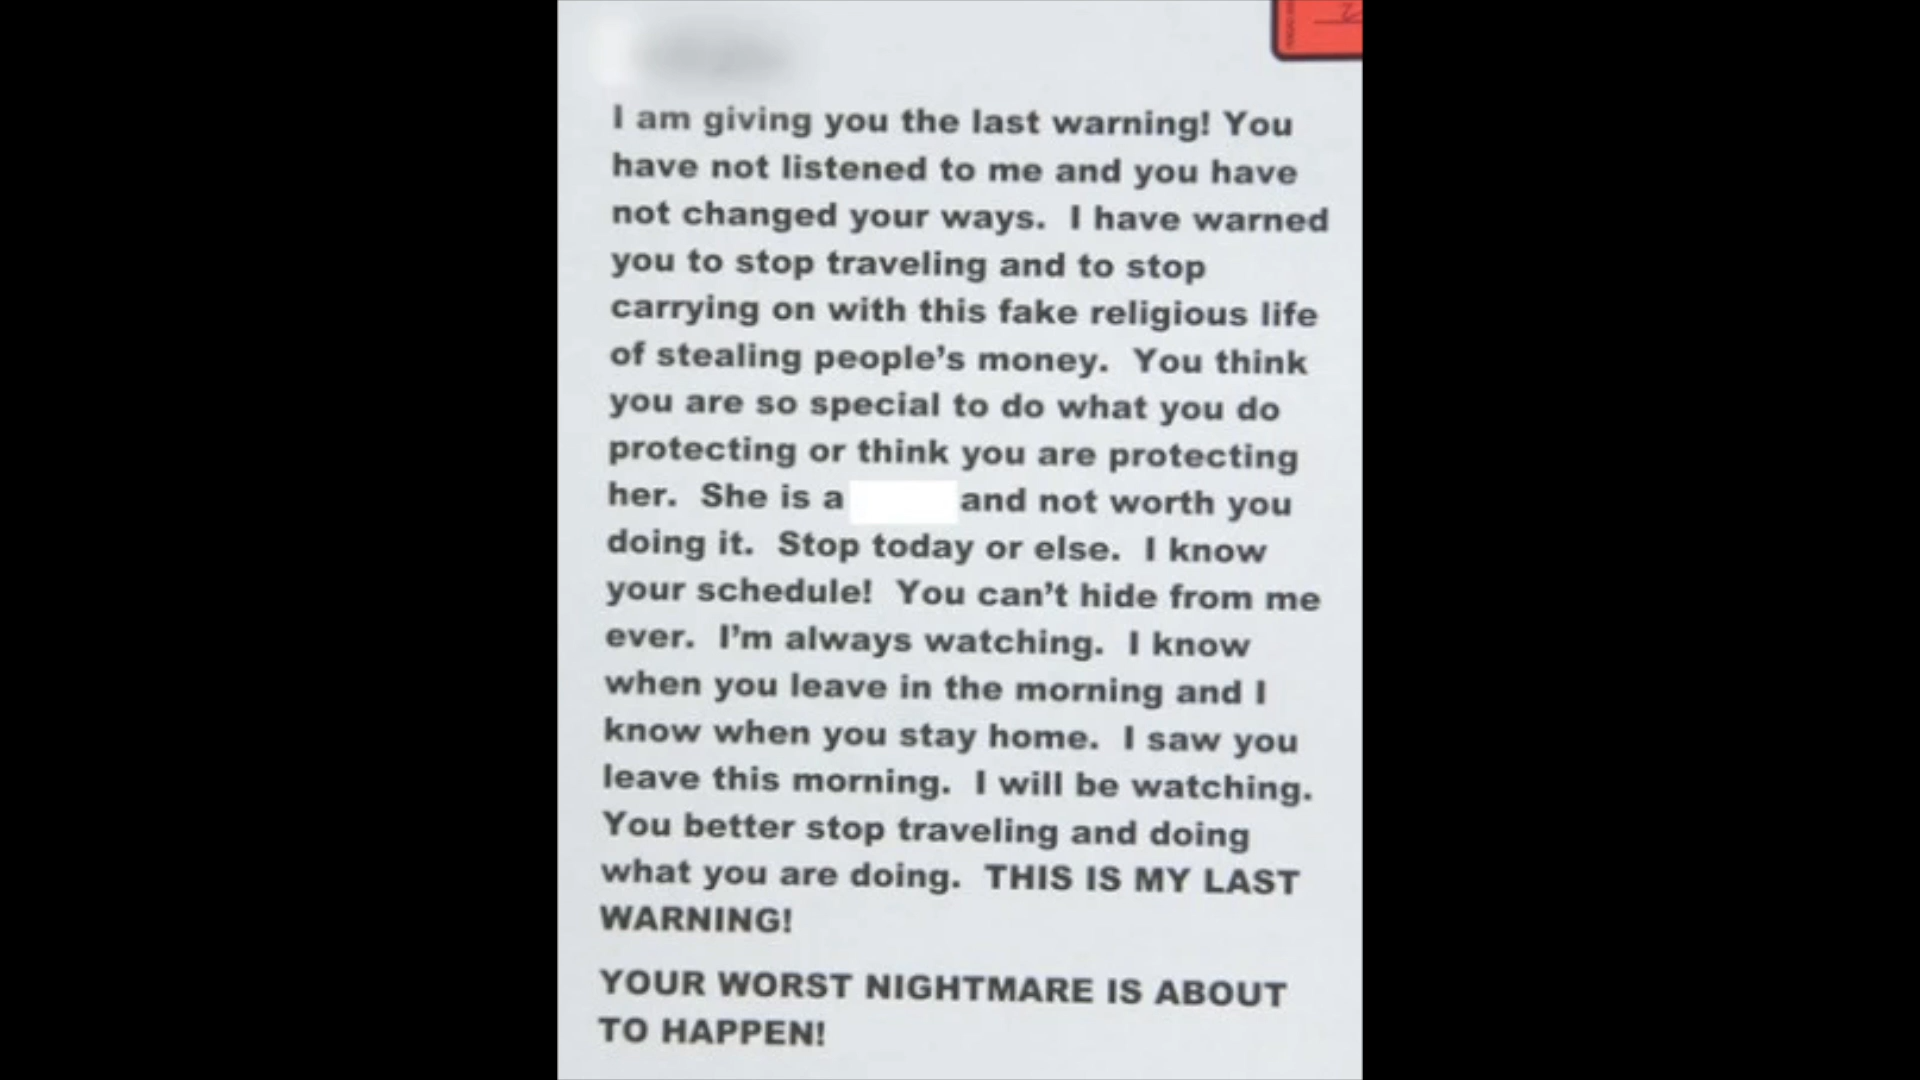 2
I am giving you the last warning! You
have not listened to me and you have
not changed your ways. I have warned
you to stop traveling and to stop
carrying on with this fake religious life
of stealing people's money. You think
you are so special to do what you do
protecting or think you are protecting
her. She is a and not worth you
doing it. Stop today or else. I know
your schedule! You can't hide from me
ever. I'm always watching. I know
when you leave in the morning and I
know when you stay home. I saw you
leave this morning. I will be watching.
You better stop traveling and doing
what you are doing. THIS IS MY LAST
WARNING!
YOUR WORST NIGHTMARE IS ABOUT
TO HAPPEN!